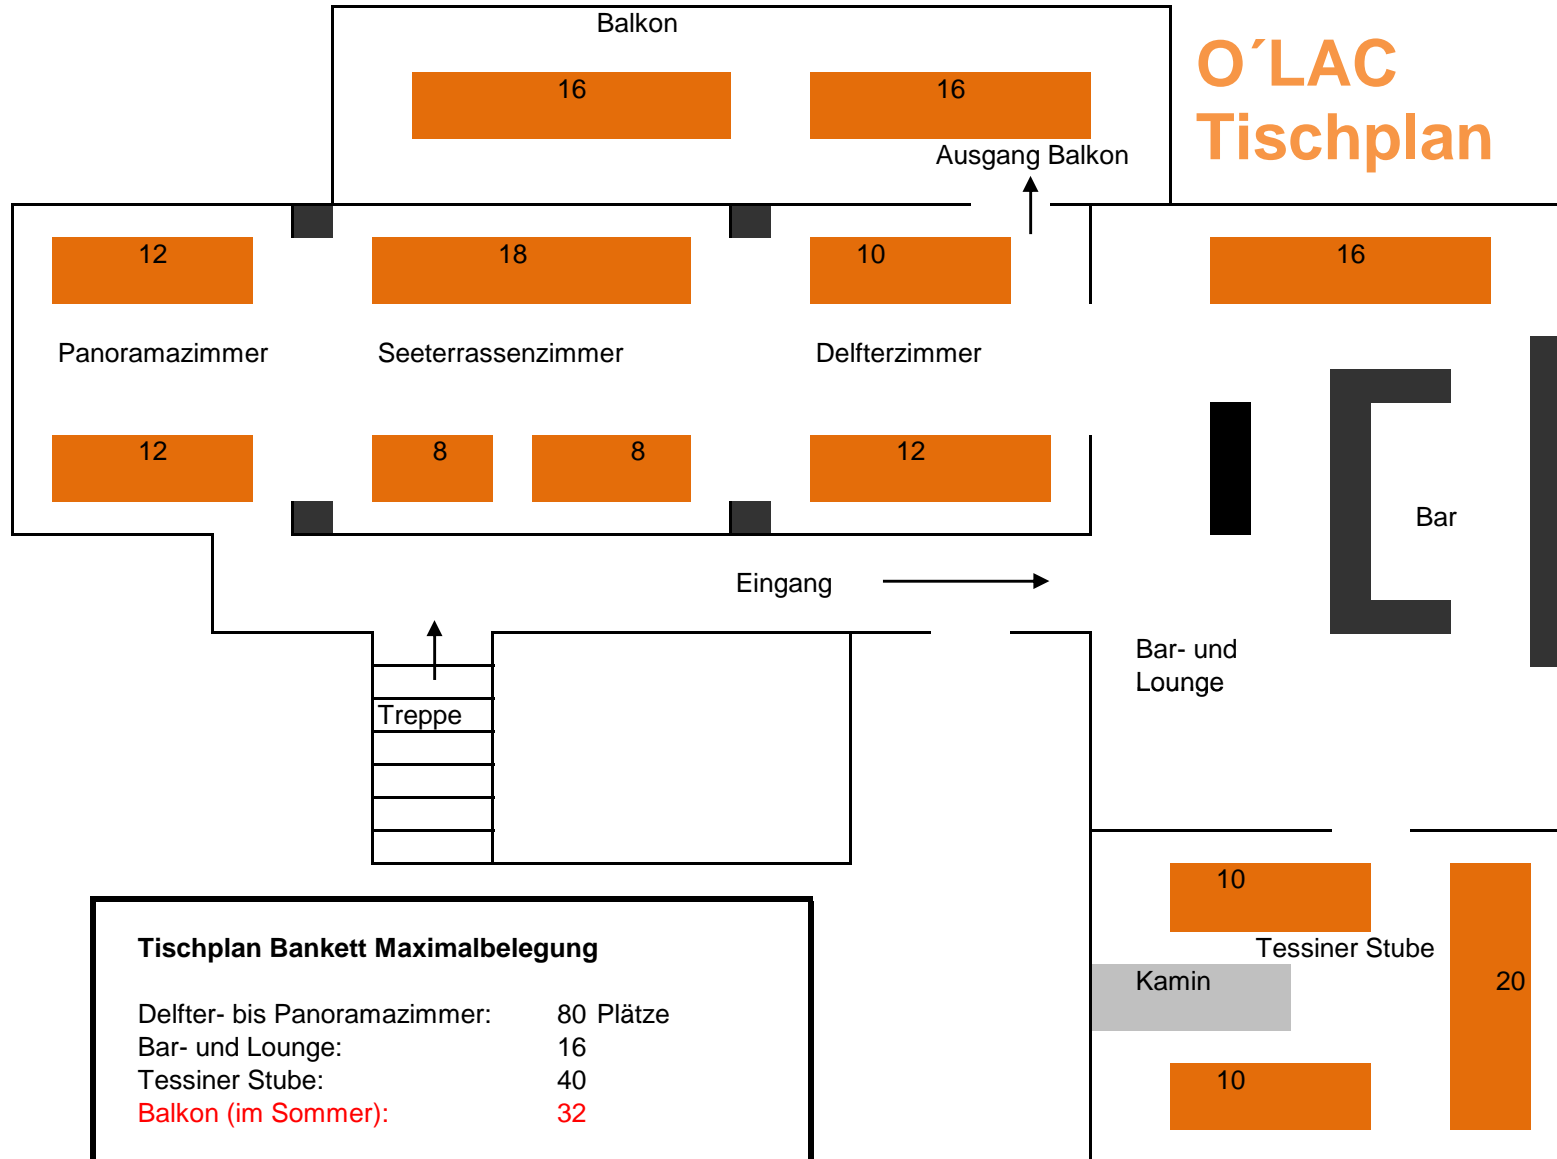 Balkon
O´LAC
Tischplan
16 16
Ausgang Balkon
12 18 10 16
Panoramazimmer Seeterrassenzimmer Delfterzimmer
12 8 8 12
Bar
Eingang
Bar- und
Lounge
Treppe
10
Tessiner Stube
Kamin 20
10
Tischplan Bankett Maximalbelegung
Delfter- bis Panoramazimmer: 80 Plätze
Bar- und Lounge: 16
Tessiner Stube: 40
Balkon (im Sommer): 32